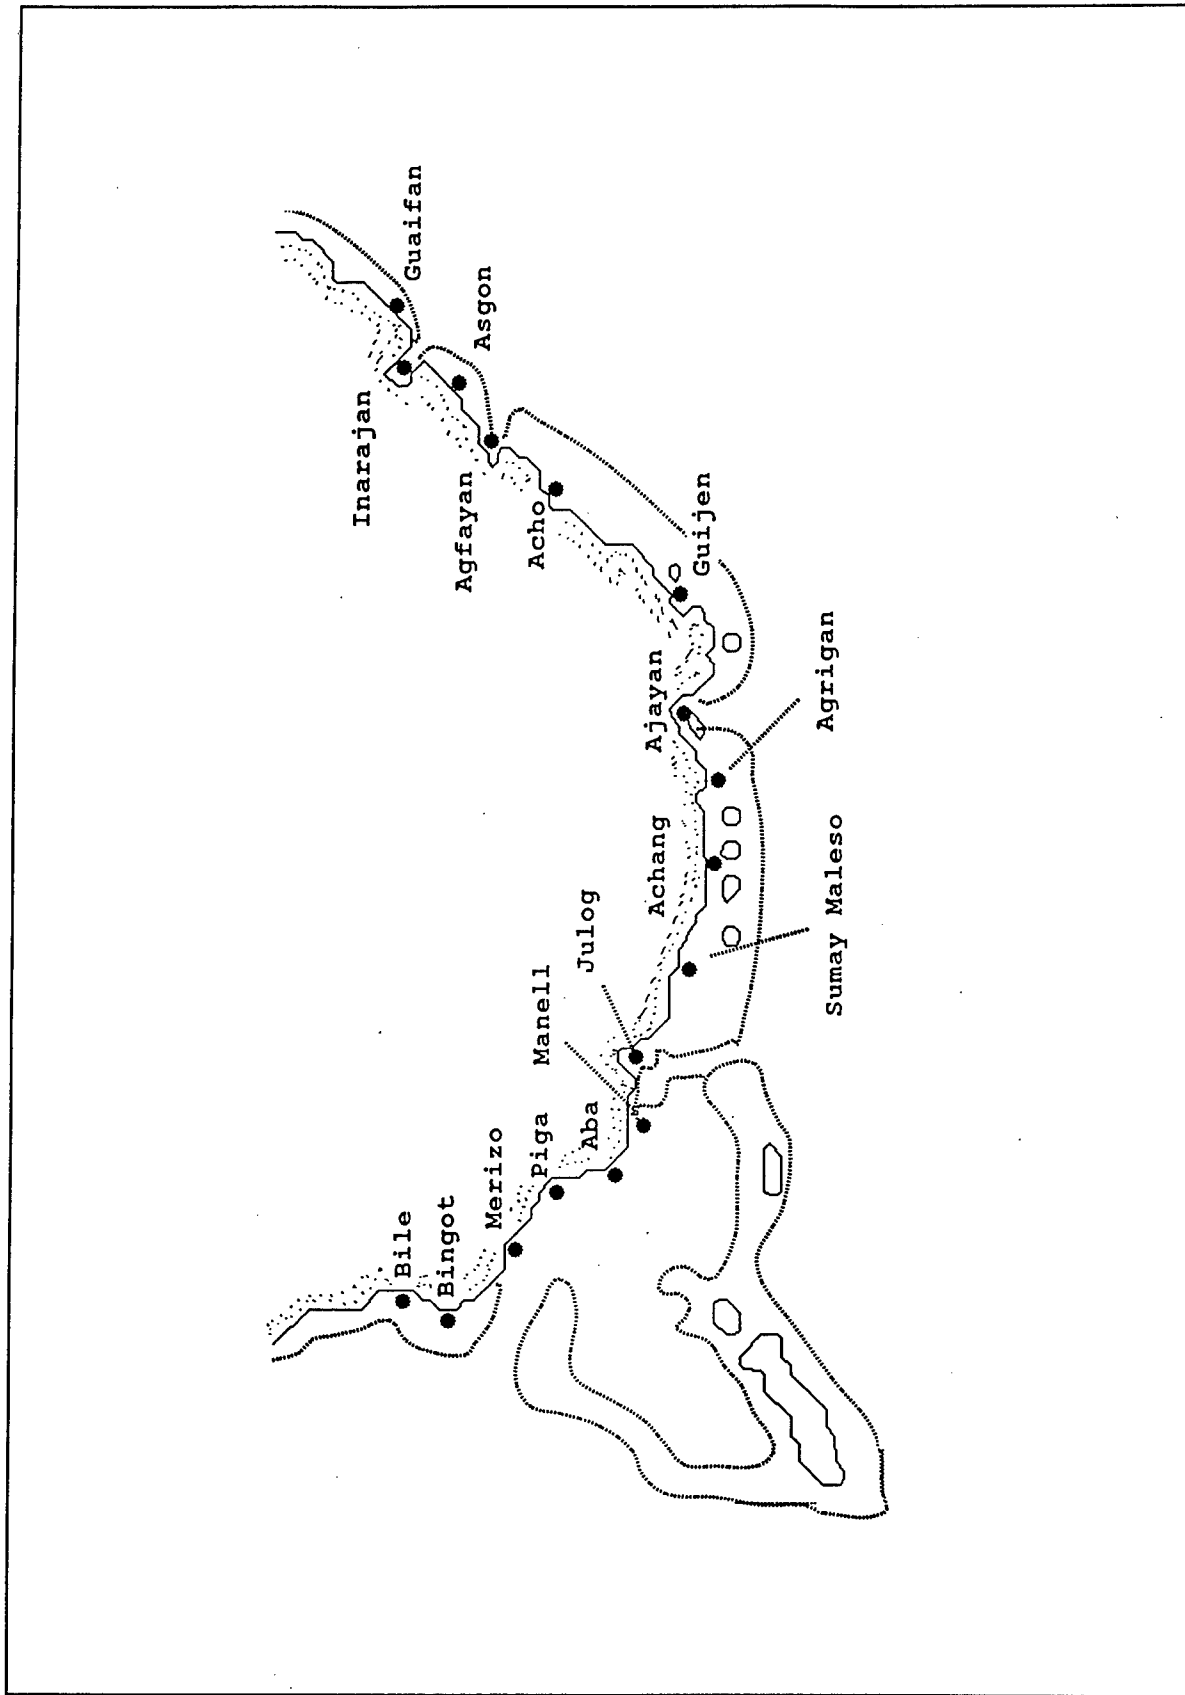 Bile
Bingot
Merizo
Piga
Aba
Manell
Julog
Achang
Sumay Maleso
Agrigan
Ajayan
Guijen
Acho
Agfayan
Asgon
Inarajan
Guaifan